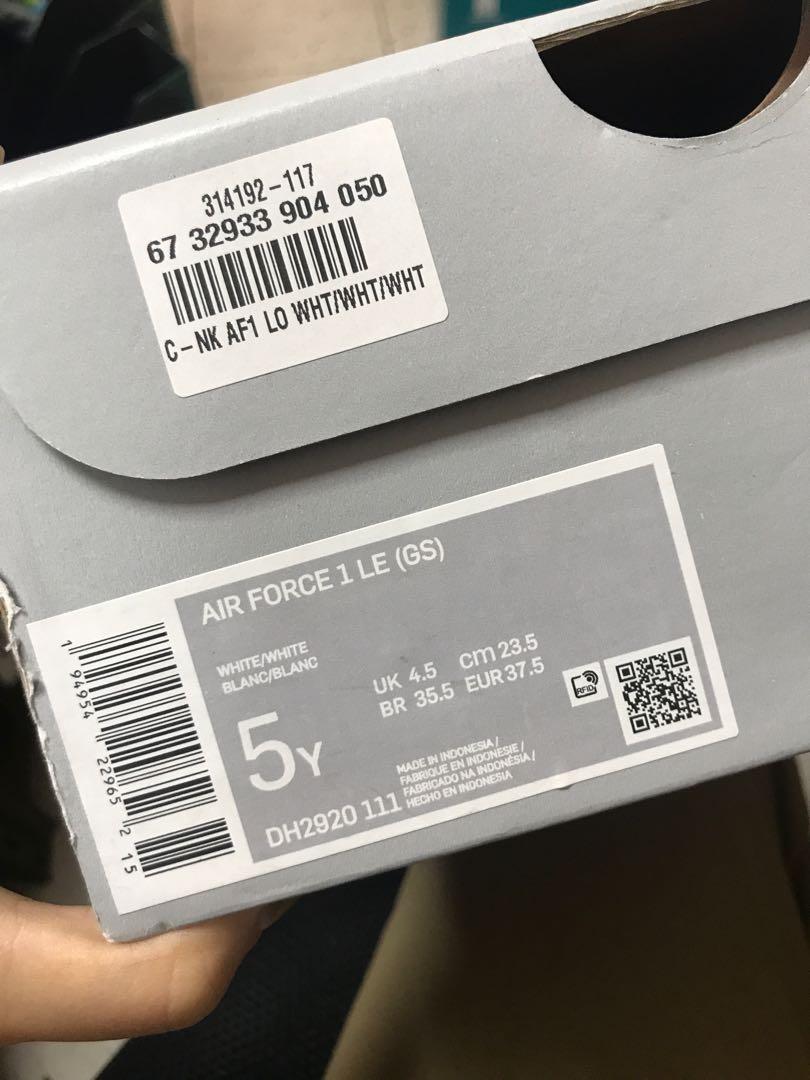 314192-117
67 32933 904 050
C-NK AF1 LO WHT/WHT/WHT
AIR FORCE 1 LE (GS)
WHITE/WHITE
BLANC/BLANC
UK 4.5 cm 23.5
BR 35.5 EUR 37.5
RFID
5Y
MADE IN INDONESIA /
FABRIQUE EN INDONESIE /
FABRICADO NA INDONÉSIA /
HECHO EN INDONESIA
DH2920 111
1 94954 22965 2 15